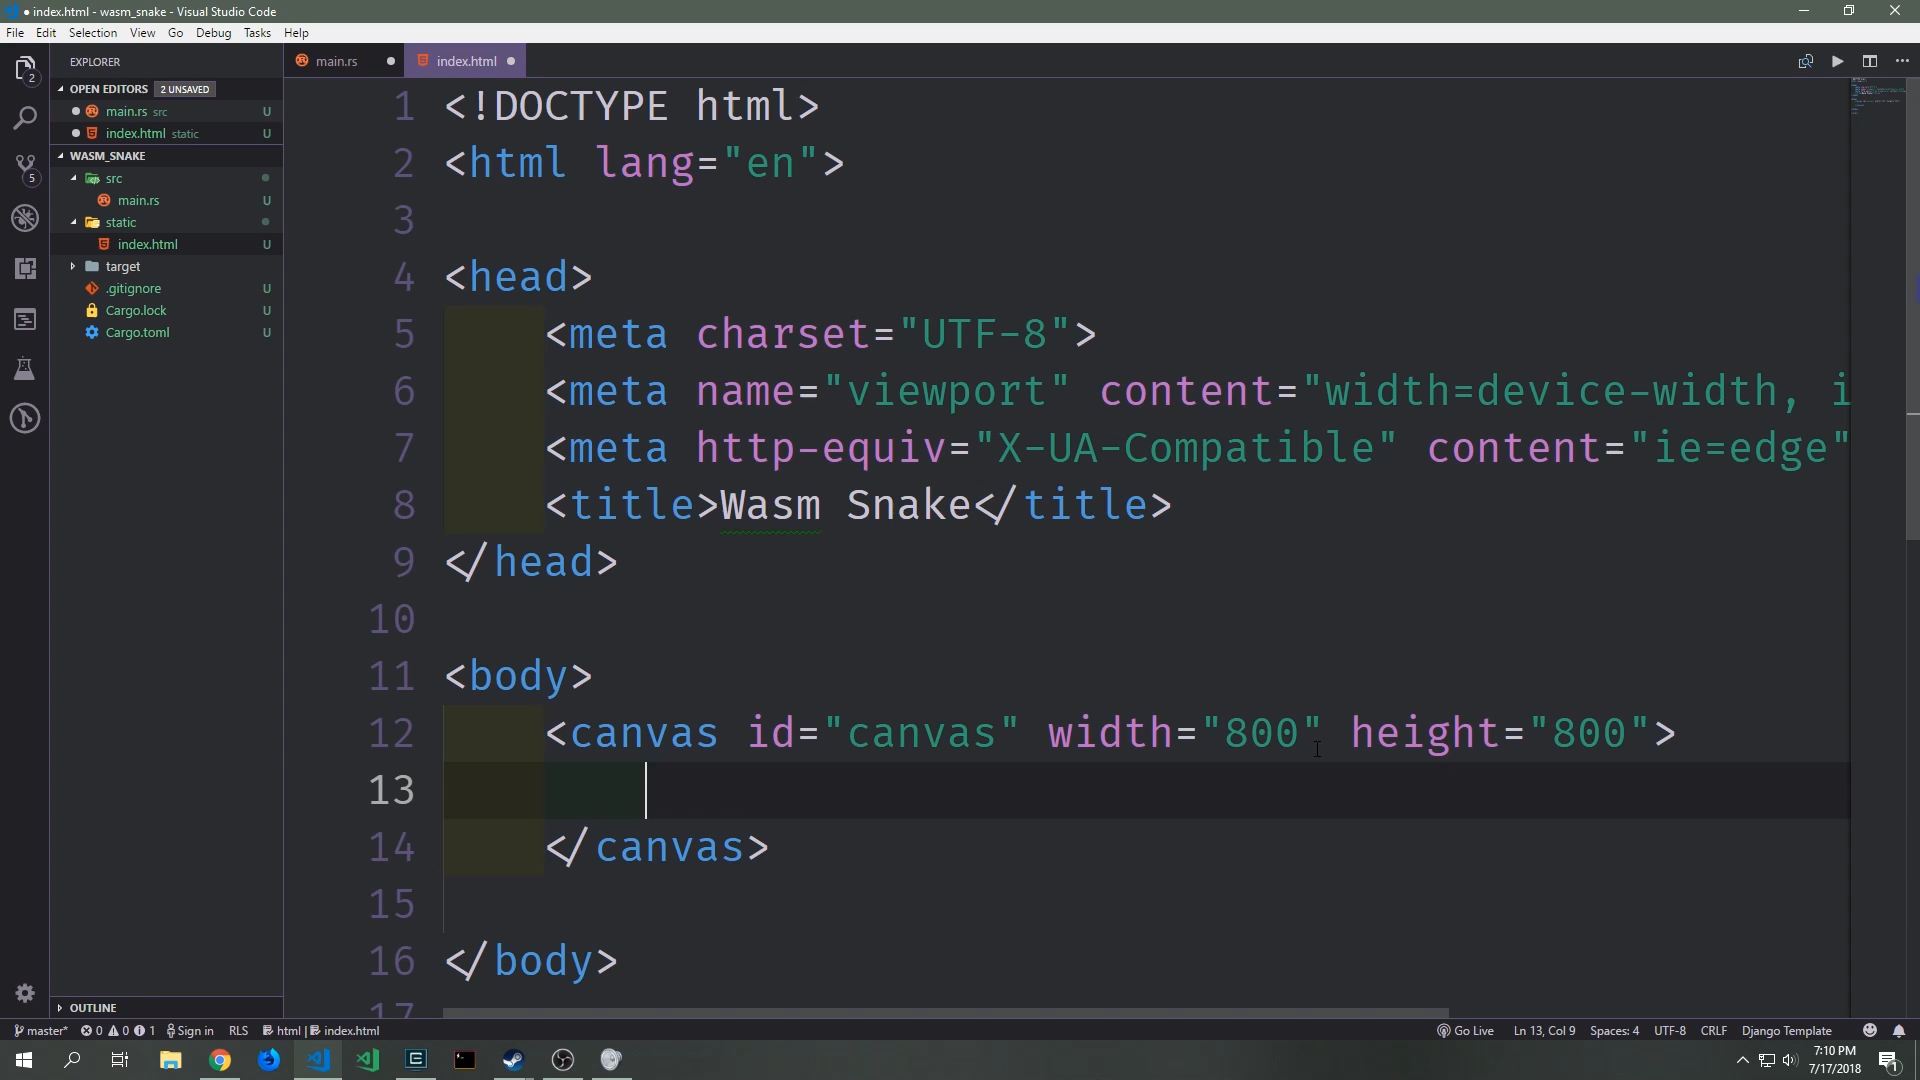 index.html - wasm_snake - Visual Studio Code
File Edit Selection View Go Debug Tasks Help
EXPLORER
main.rs
index.html
OPEN EDITORS 2 UNSAVED
main.rs src U
index.html static U
WASM_SNAKE
src
main.rs U
static
index.html U
target
.gitignore U
Cargo.lock U
Cargo.toml U
OUTLINE
2
5
1 <!DOCTYPE html>
2 <html lang="en">
3
4 <head>
5 <meta charset="UTF-8">
6 <meta name="viewport" content="width=device-width, i
7 <meta http-equiv="X-UA-Compatible" content="ie=edge"
8 <title>Wasm Snake</title>
9 </head>
10
11 <body>
12 <canvas id="canvas" width="800" height="800">
13
14 </canvas>
15
16 </body>
17
master* 0 0 1 Sign in RLS html | index.html Go Live Ln 13, Col 9 Spaces: 4 UTF-8 CRLF Django Template
7:10 PM
7/17/2018
1